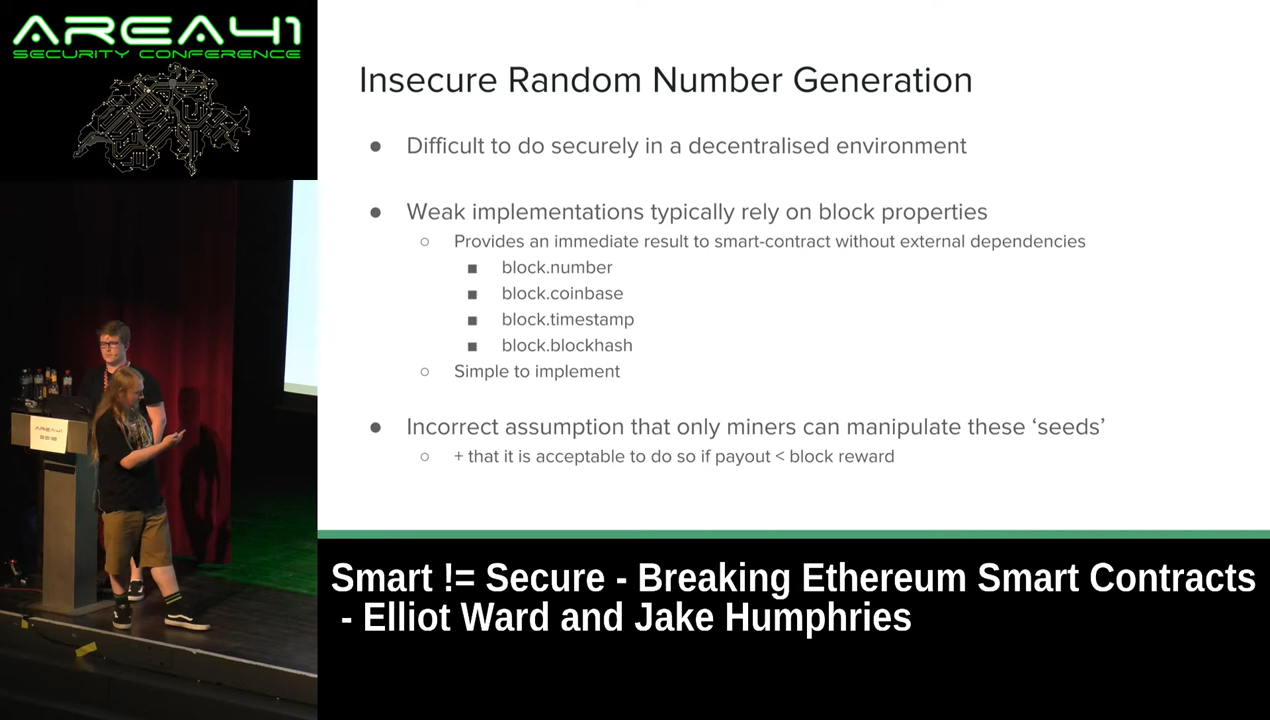 AREA41
SECURITY CONFERENCE
Insecure Random Number Generation
● Difficult to do securely in a decentralised environment
● Weak implementations typically rely on block properties
○ Provides an immediate result to smart-contract without external dependencies
■ block.number
■ block.coinbase
■ block.timestamp
■ block.blockhash
○ Simple to implement
● Incorrect assumption that only miners can manipulate these ‘seeds’
○ + that it is acceptable to do so if payout < block reward
AREA41
Smart != Secure - Breaking Ethereum Smart Contracts
- Elliot Ward and Jake Humphries